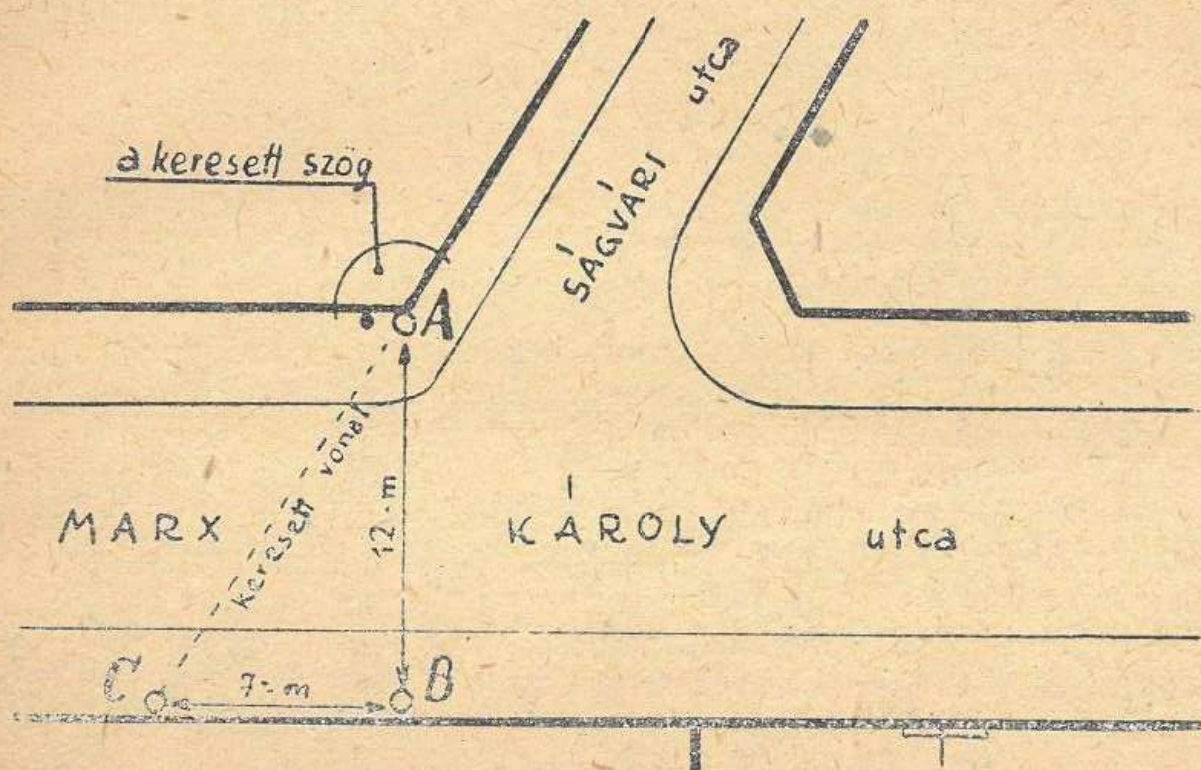 utca
a keresett szög
SÁGVÁRI
A
keresett vonal
12-m
MARX KÁROLY utca
C
7-m
B